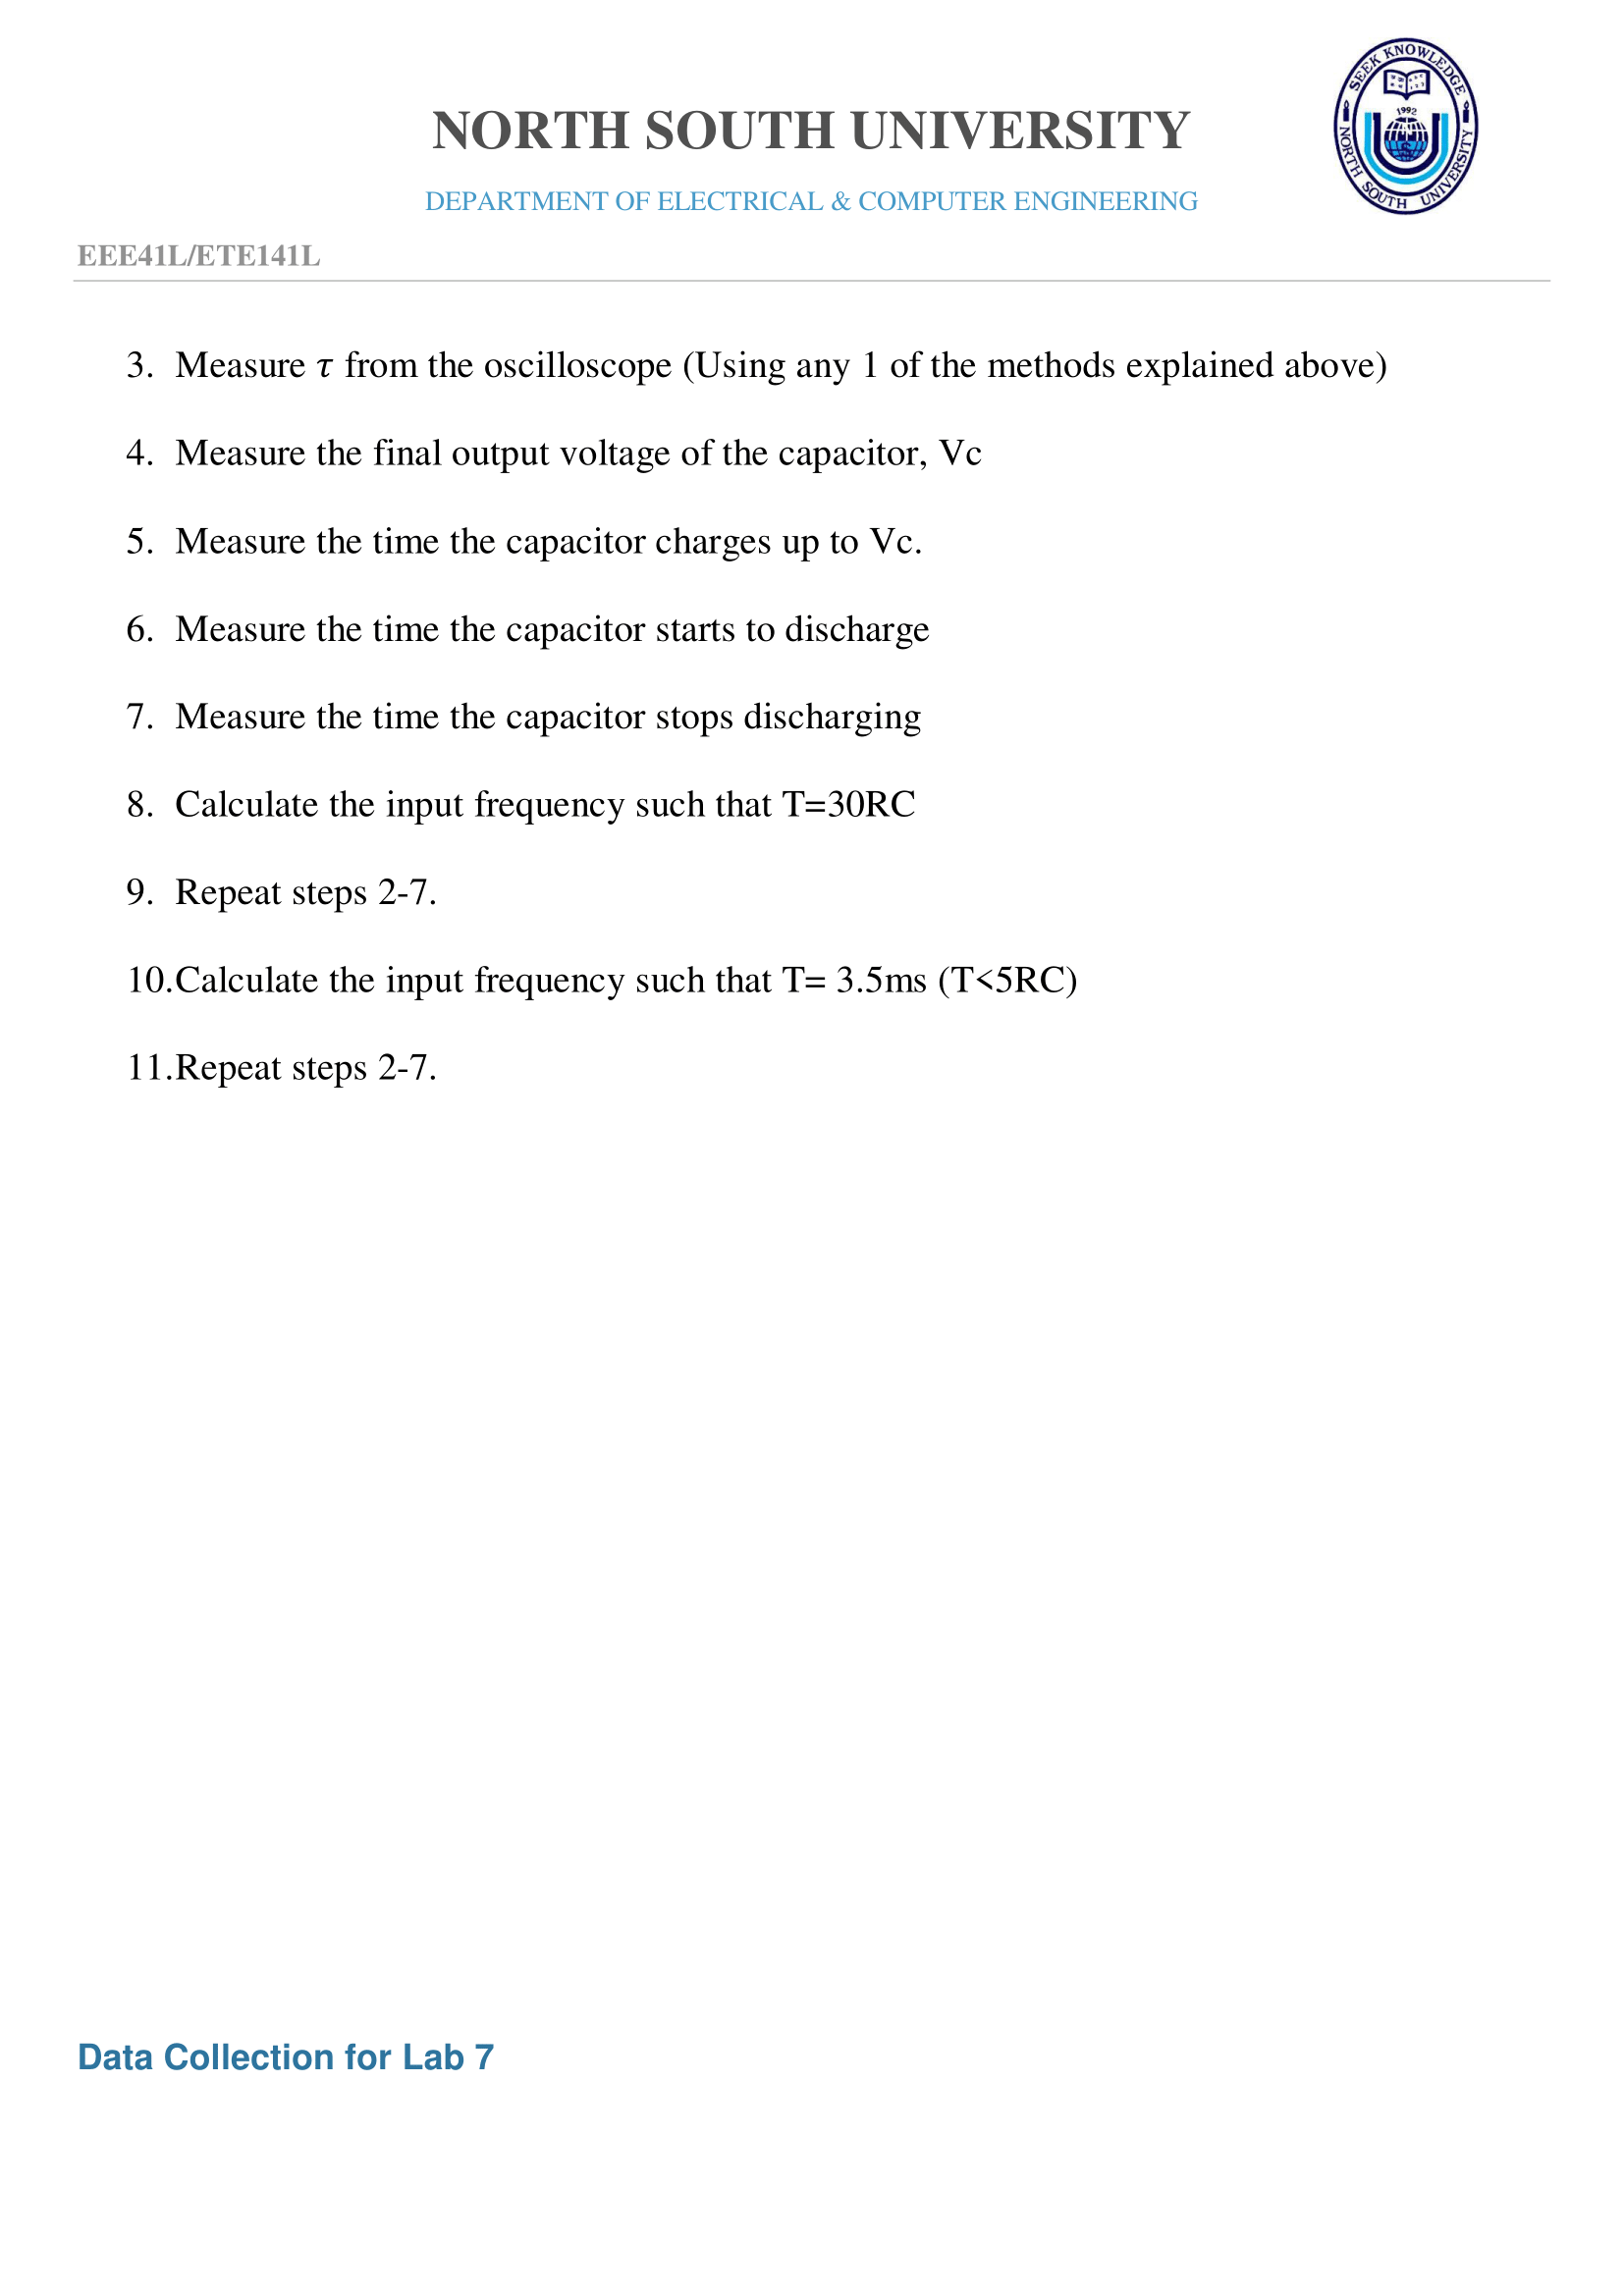 SEEK KNOWLEDGE
1992
NORTH SOUTH UNIVERSITY
NORTH SOUTH UNIVERSITY
DEPARTMENT OF ELECTRICAL & COMPUTER ENGINEERING
EEE41L/ETE141L
3. Measure τ from the oscilloscope (Using any 1 of the methods explained above)
4. Measure the final output voltage of the capacitor, Vc
5. Measure the time the capacitor charges up to Vc.
6. Measure the time the capacitor starts to discharge
7. Measure the time the capacitor stops discharging
8. Calculate the input frequency such that T=30RC
9. Repeat steps 2-7.
10.Calculate the input frequency such that T= 3.5ms (T<5RC)
11.Repeat steps 2-7.
Data Collection for Lab 7